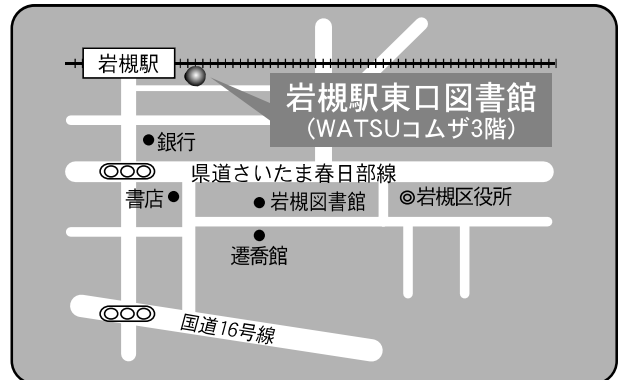 岩槻駅
岩槻駅東口図書館
(WATSUコムザ3階)
銀行
県道さいたま春日部線
書店
岩槻図書館
岩槻区役所
遷喬館
国道16号線